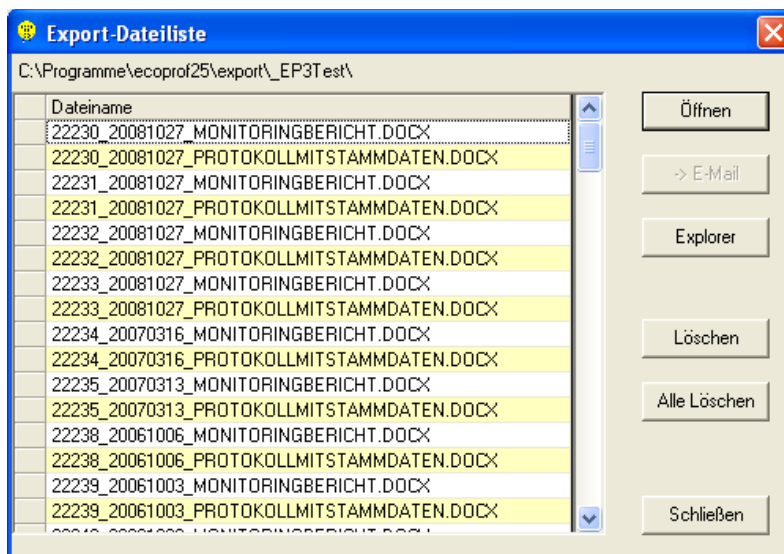 Export-Dateiliste
C:\Programme\ecoprof25\export\_EP3Test\
Dateiname
22230_20081027_MONITORINGBERICHT.DOCX
22230_20081027_PROTOKOLLMITSTAMMDATEN.DOCX
22231_20081027_MONITORINGBERICHT.DOCX
22231_20081027_PROTOKOLLMITSTAMMDATEN.DOCX
22232_20081027_MONITORINGBERICHT.DOCX
22232_20081027_PROTOKOLLMITSTAMMDATEN.DOCX
22233_20081027_MONITORINGBERICHT.DOCX
22233_20081027_PROTOKOLLMITSTAMMDATEN.DOCX
22234_20070316_MONITORINGBERICHT.DOCX
22234_20070316_PROTOKOLLMITSTAMMDATEN.DOCX
22235_20070313_MONITORINGBERICHT.DOCX
22235_20070313_PROTOKOLLMITSTAMMDATEN.DOCX
22238_20061006_MONITORINGBERICHT.DOCX
22238_20061006_PROTOKOLLMITSTAMMDATEN.DOCX
22239_20061003_MONITORINGBERICHT.DOCX
22239_20061003_PROTOKOLLMITSTAMMDATEN.DOCX
Öffnen
-> E-Mail
Explorer
Löschen
Alle Löschen
Schließen